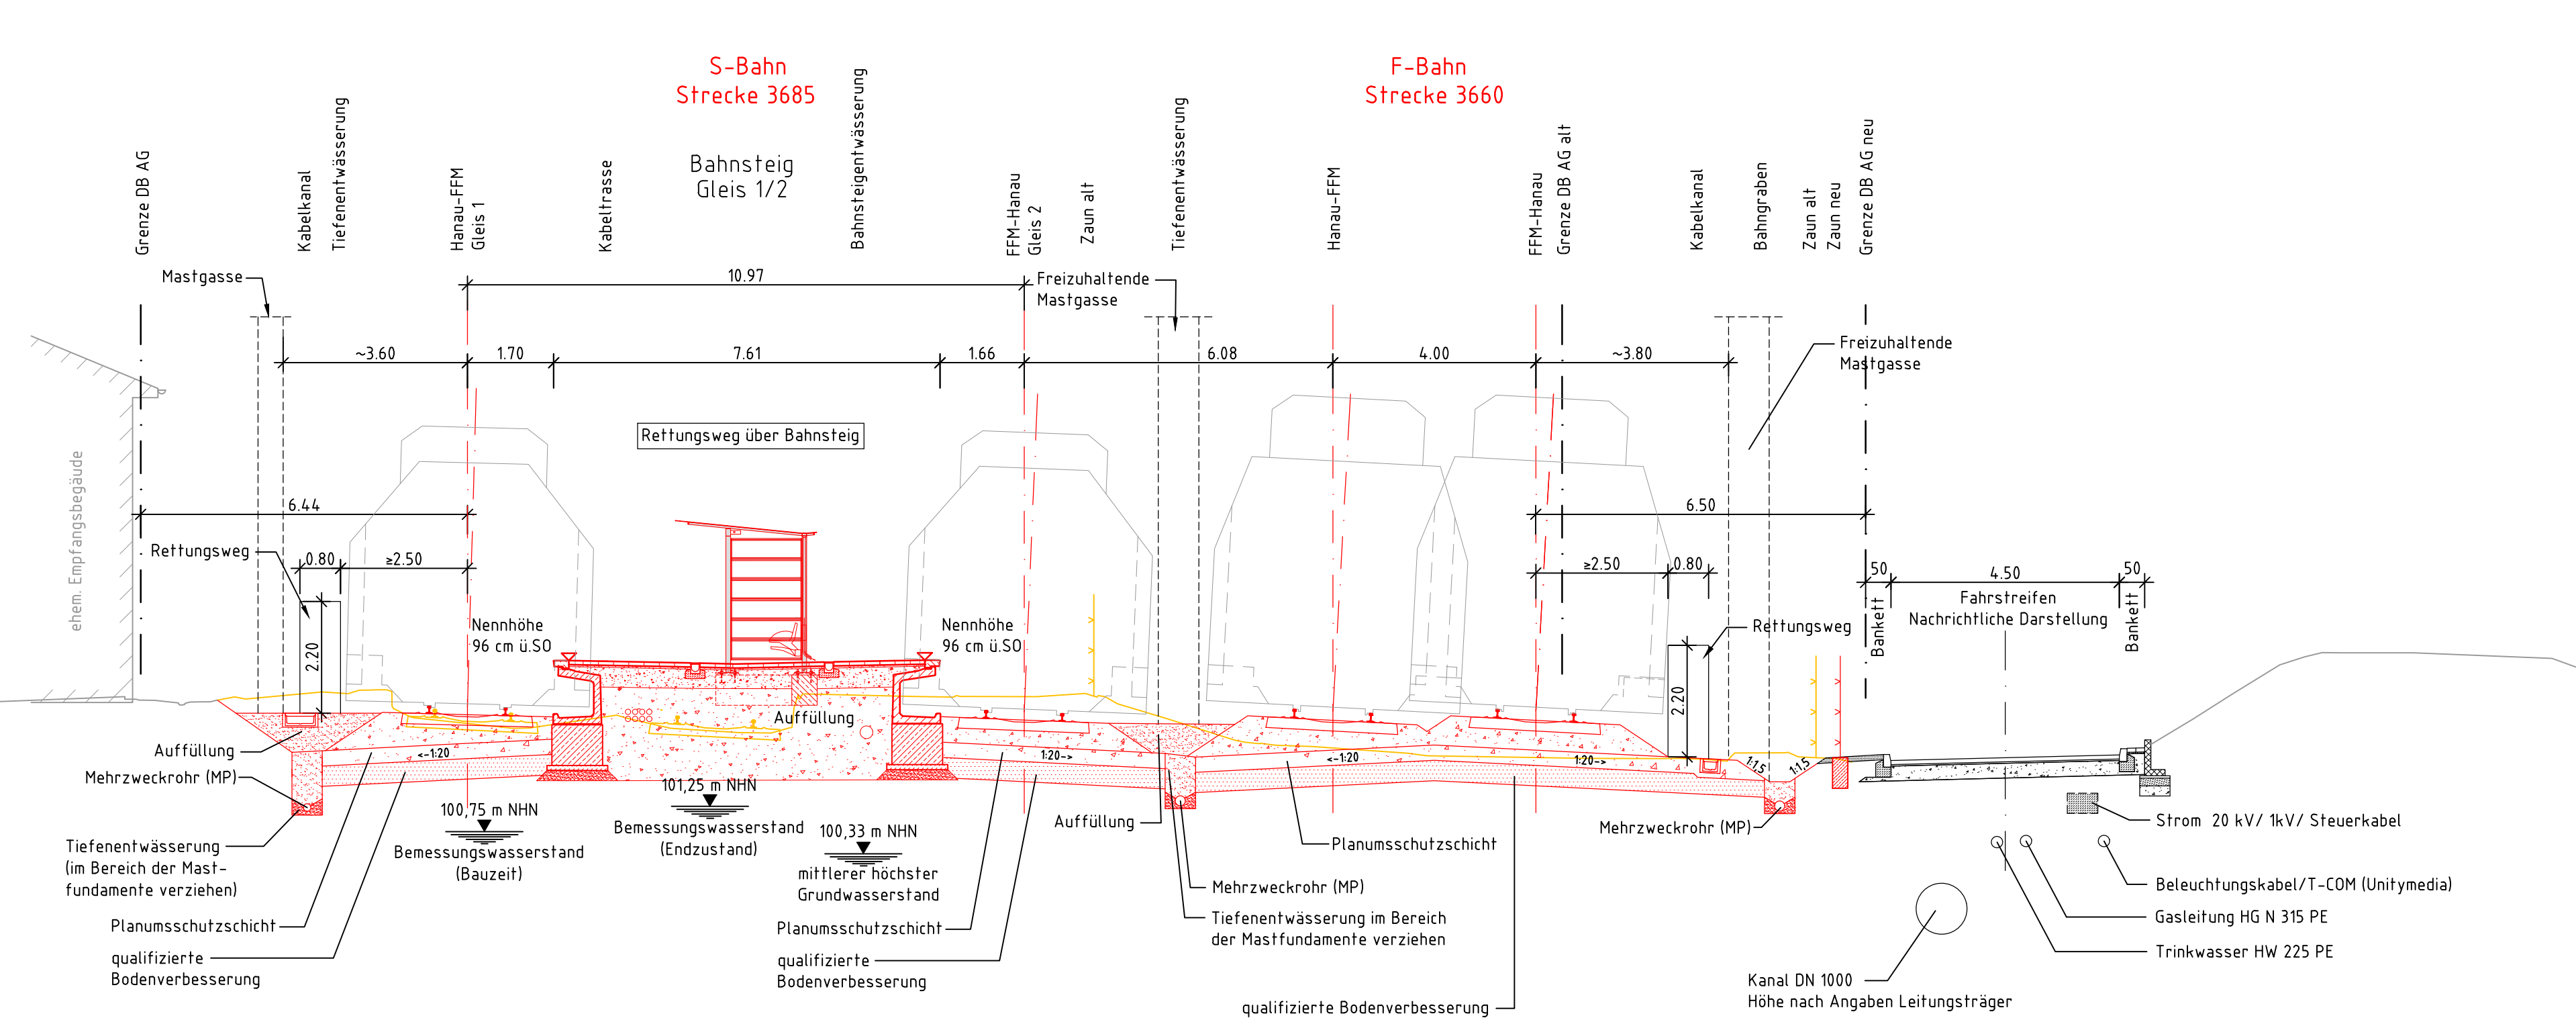 S-Bahn
Strecke 3685
F-Bahn
Strecke 3660
Bahnsteig
Gleis 1/2
Grenze DB AG
Kabelkanal
Tiefenentwässerung
Hanau-FFM
Gleis 1
Kabeltrasse
Bahnsteigentwässerung
FFM-Hanau
Gleis 2
Zaun alt
Tiefenentwässerung
Hanau-FFM
FFM-Hanau
Grenze DB AG alt
Kabelkanal
Bahngraben
Zaun alt
Zaun neu
Grenze DB AG neu
Mastgasse
10.97
Freizuhaltende
Mastgasse
~3.60
1.70
7.61
1.66
6.08
4.00
~3.80
Freizuhaltende
Mastgasse
Rettungsweg über Bahnsteig
ehem. Empfangsbegäude
6.44
6.50
Rettungsweg
0.80
≥2.50
≥2.50
0.80
50
4.50
50
Fahrstreifen
Nachrichtliche Darstellung
Bankett
Bankett
2.20
Nennhöhe
96 cm ü.SO
Nennhöhe
96 cm ü.SO
Rettungsweg
2.20
Auffüllung
Auffüllung
<-1:20
1:20->
<-1:20
1:20->
1:1,5
1:1,5
Mehrzweckrohr (MP)
100,75 m NHN
Bemessungswasserstand
(Bauzeit)
101,25 m NHN
Bemessungswasserstand
(Endzustand)
100,33 m NHN
mittlerer höchster
Grundwasserstand
Auffüllung
Planumsschutzschicht
Mehrzweckrohr (MP)
Strom 20 kV/ 1kV/ Steuerkabel
Tiefenentwässerung
(im Bereich der Mast-
fundamente verziehen)
Mehrzweckrohr (MP)
Tiefenentwässerung im Bereich
der Mastfundamente verziehen
Beleuchtungskabel/T-COM (Unitymedia)
Gasleitung HG N 315 PE
Trinkwasser HW 225 PE
Planumsschutzschicht
qualifizierte
Bodenverbesserung
Planumsschutzschicht
qualifizierte
Bodenverbesserung
qualifizierte Bodenverbesserung
Kanal DN 1000
Höhe nach Angaben Leitungsträger